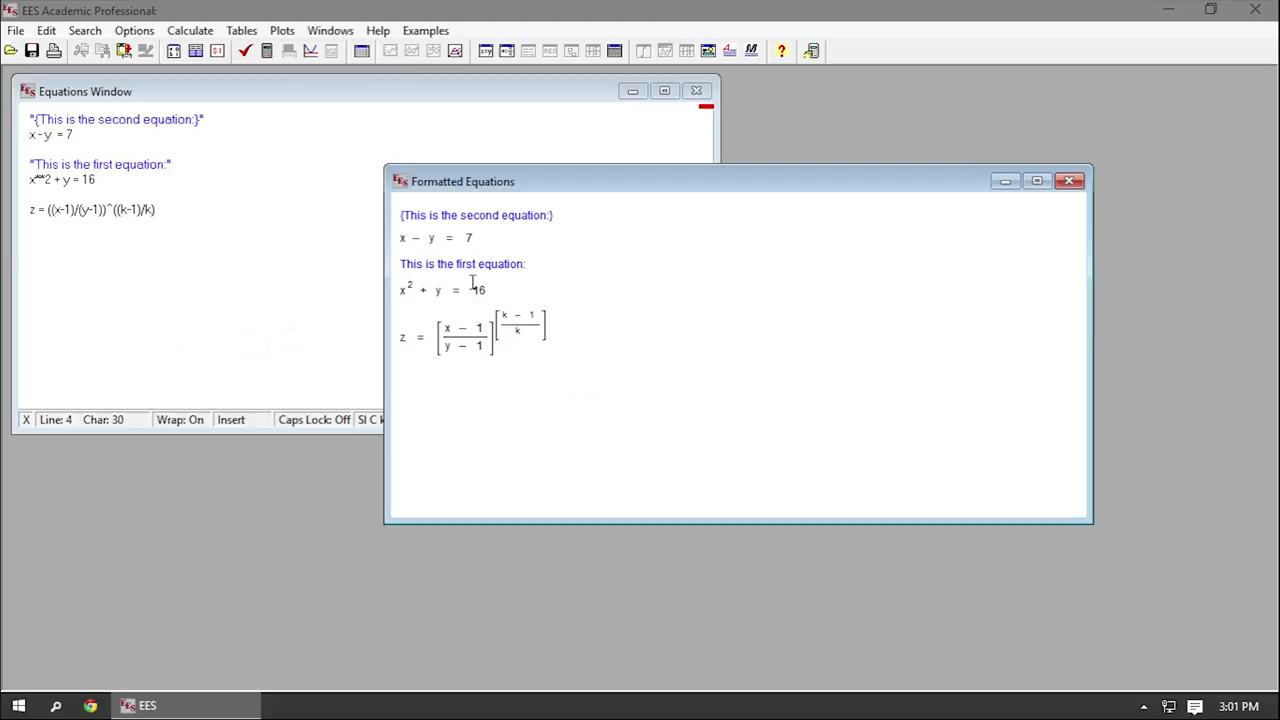 EES Academic Professional:
File Edit Search Options Calculate Tables Plots Windows Help Examples
Equations Window
"{This is the second equation:}"
x-y = 7
"This is the first equation:"
x**2 + y = 16
z = ((x-1)/(y-1))^((k-1)/k)
X Line: 4 Char: 30 Wrap: On Insert Caps Lock: Off SI C k
Formatted Equations
{This is the second equation:}
x – y = 7
This is the first equation:
x² + y = 16
z = [ (x – 1) / (y – 1) ] ^ [ (k – 1) / k ]
EES
3:01 PM